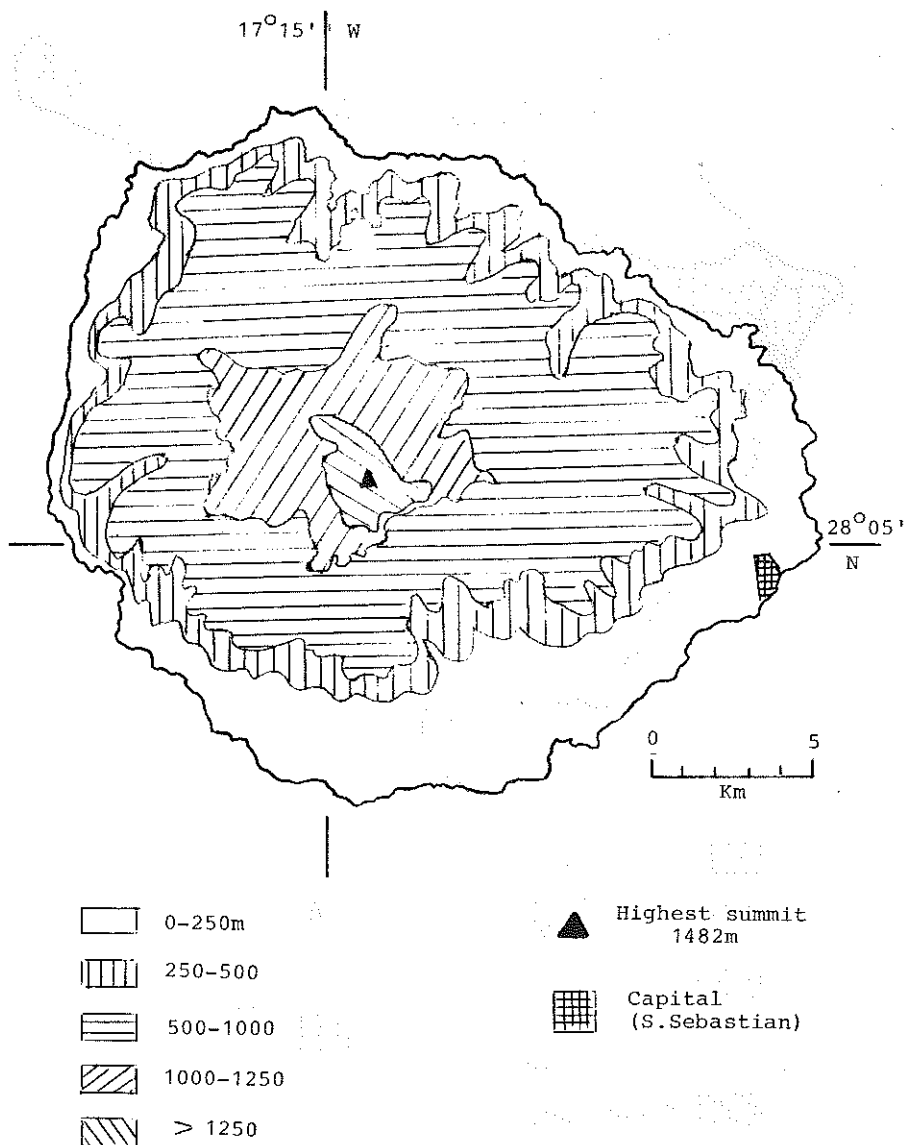 17°15' W
28°05'
N
0 5
Km
0-250m
250-500
500-1000
1000-1250
> 1250
Highest summit
1482m
Capital
(S.Sebastian)